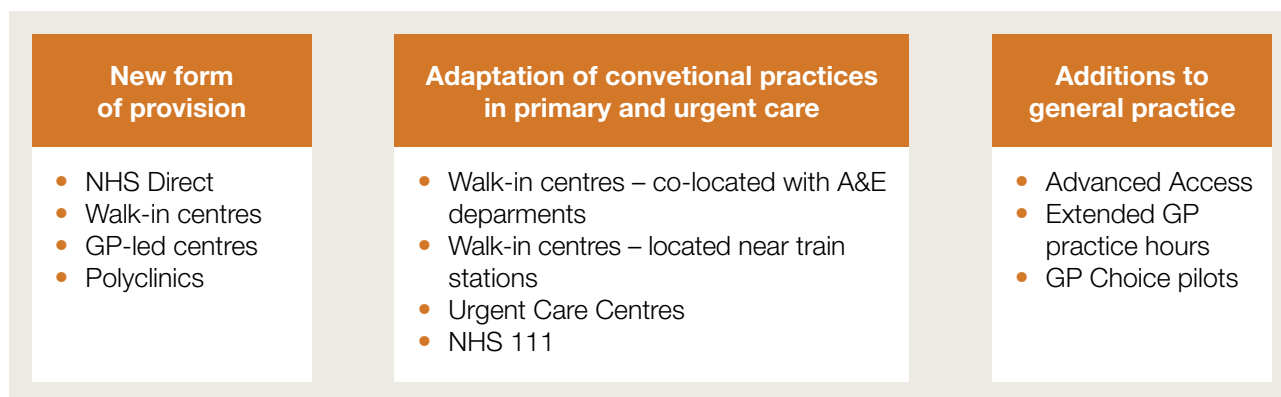 New form
of provision
• NHS Direct
• Walk-in centres
• GP-led centres
• Polyclinics
Adaptation of convetional practices
in primary and urgent care
• Walk-in centres – co-located with A&E
deparments
• Walk-in centres – located near train
stations
• Urgent Care Centres
• NHS 111
Additions to
general practice
• Advanced Access
• Extended GP
practice hours
• GP Choice pilots